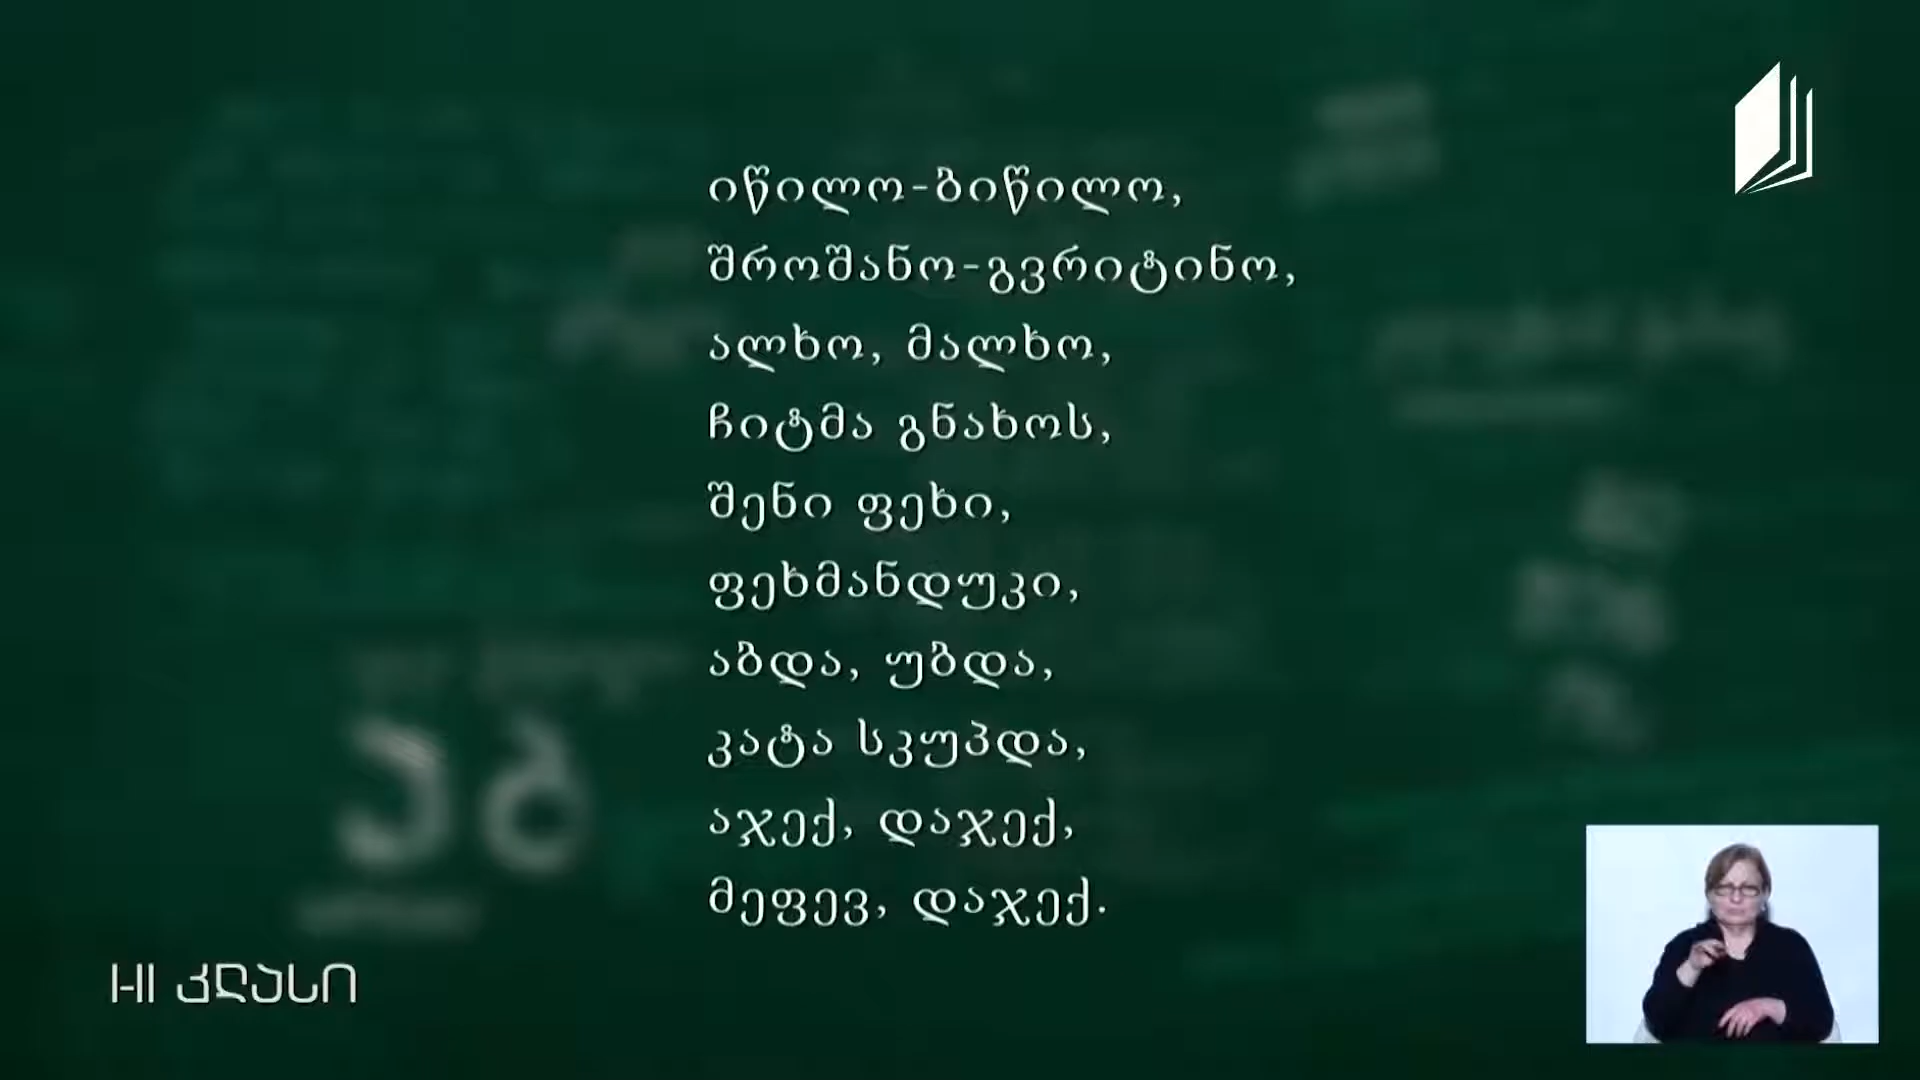 იწილო-ბიწილო,
შროშანო-გვრიტინო,
ალხო, მალხო,
ჩიტმა გნახოს,
შენი ფეხი,
ფეხმანდუკი,
აბდა, უბდა,
კატა სკუპდა,
აჯექ, დაჯექ,
მეფევ, დაჯექ.
I-III კლასი